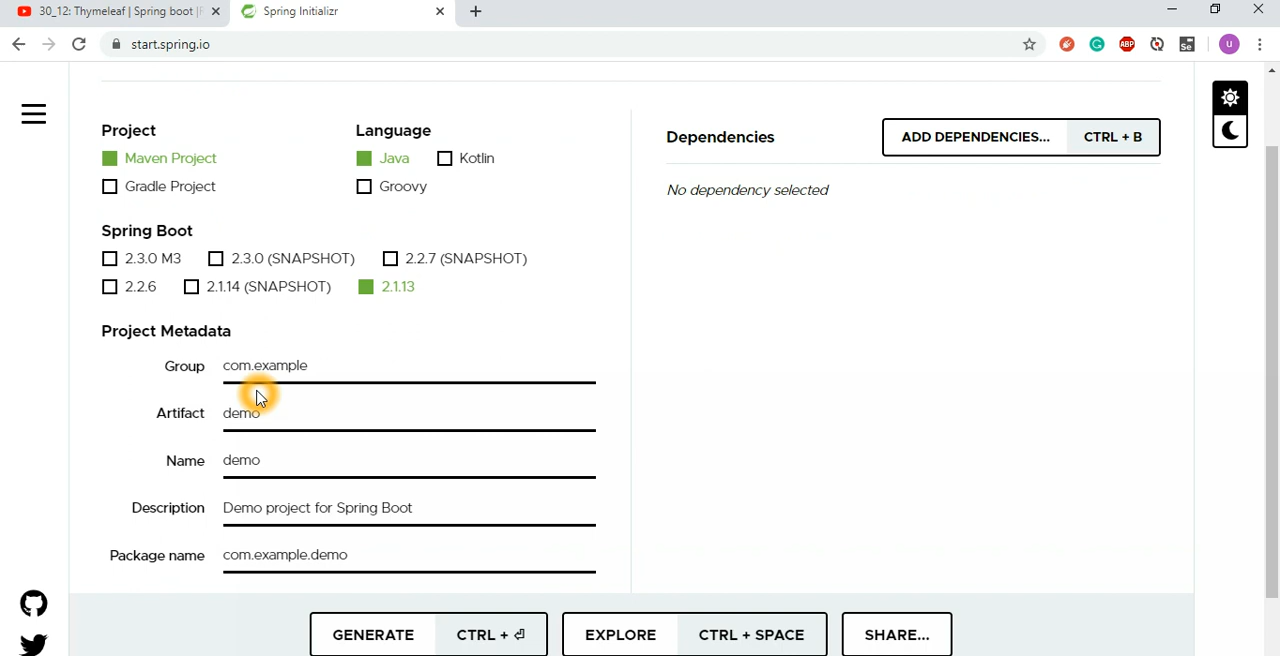 30_12: Thymeleaf | Spring boot |
Spring Initializr
start.spring.io
ABP
Se
U
Project
Language
Dependencies
ADD DEPENDENCIES...
CTRL + B
Maven Project
Java
Kotlin
Gradle Project
Groovy
No dependency selected
Spring Boot
2.3.0 M3
2.3.0 (SNAPSHOT)
2.2.7 (SNAPSHOT)
2.2.6
2.1.14 (SNAPSHOT)
2.1.13
Project Metadata
Group
com.example
Artifact
demo
Name
demo
Description
Demo project for Spring Boot
Package name
com.example.demo
GENERATE
CTRL + ⏎
EXPLORE
CTRL + SPACE
SHARE...